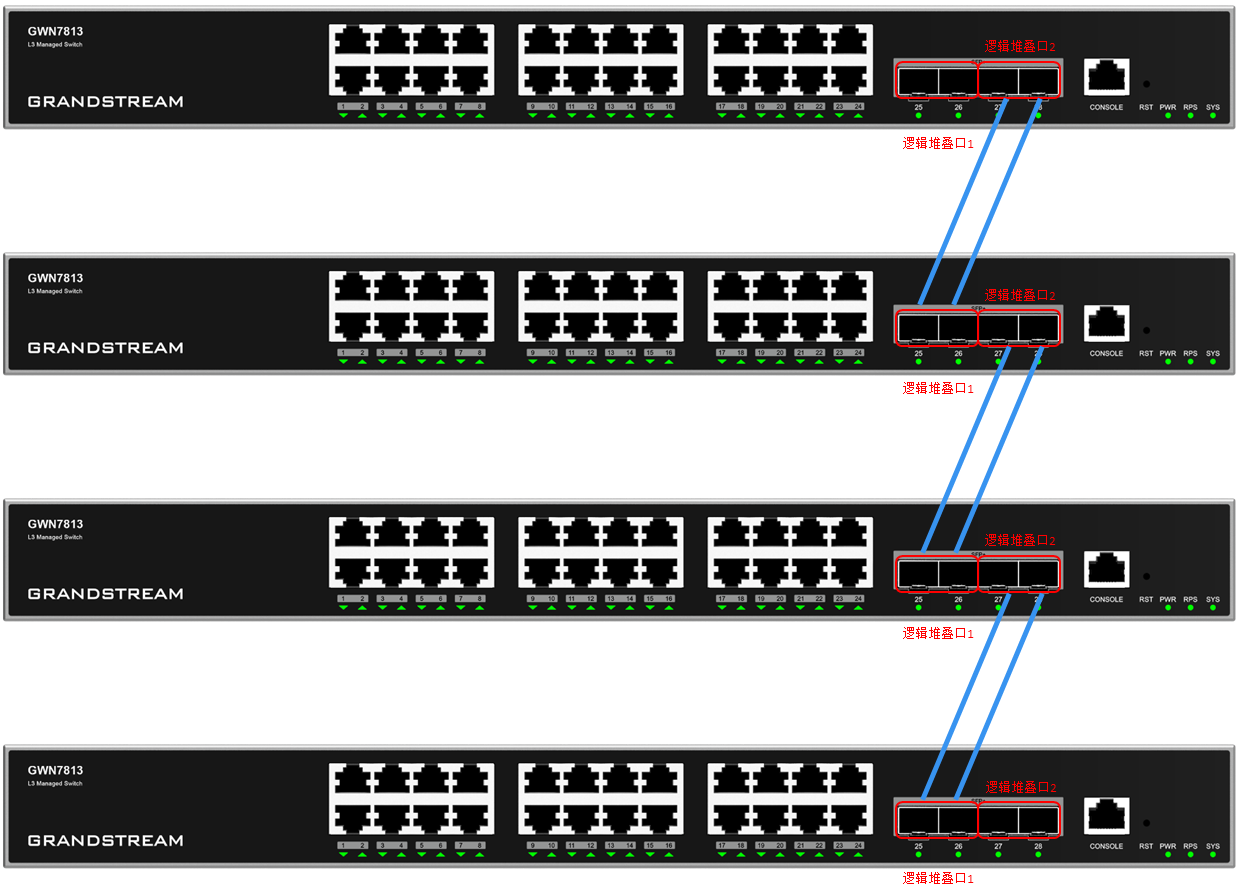 GWN7813
L3 Managed Switch
GRANDSTREAM
1 2 3 4 5 6 7 8 9 10 11 12 13 14 15 16 17 18 19 20 21 22 23 24
逻辑堆叠口2
25 26 27
CONSOLE RST PWR RPS SYS
逻辑堆叠口1
GWN7813
L3 Managed Switch
GRANDSTREAM
1 2 3 4 5 6 7 8 9 10 11 12 13 14 15 16 17 18 19 20 21 22 23 24
逻辑堆叠口2
SFP+
25 26 27
CONSOLE RST PWR RPS SYS
逻辑堆叠口1
GWN7813
L3 Managed Switch
GRANDSTREAM
1 2 3 4 5 6 7 8 9 10 11 12 13 14 15 16 17 18 19 20 21 22 23 24
逻辑堆叠口2
SFP+
25 26 27
CONSOLE RST PWR RPS SYS
逻辑堆叠口1
GWN7813
L3 Managed Switch
GRANDSTREAM
1 2 3 4 5 6 7 8 9 10 11 12 13 14 15 16 17 18 19 20 21 22 23 24
逻辑堆叠口2
SFP+
25 26 27 28
CONSOLE RST PWR RPS SYS
逻辑堆叠口1